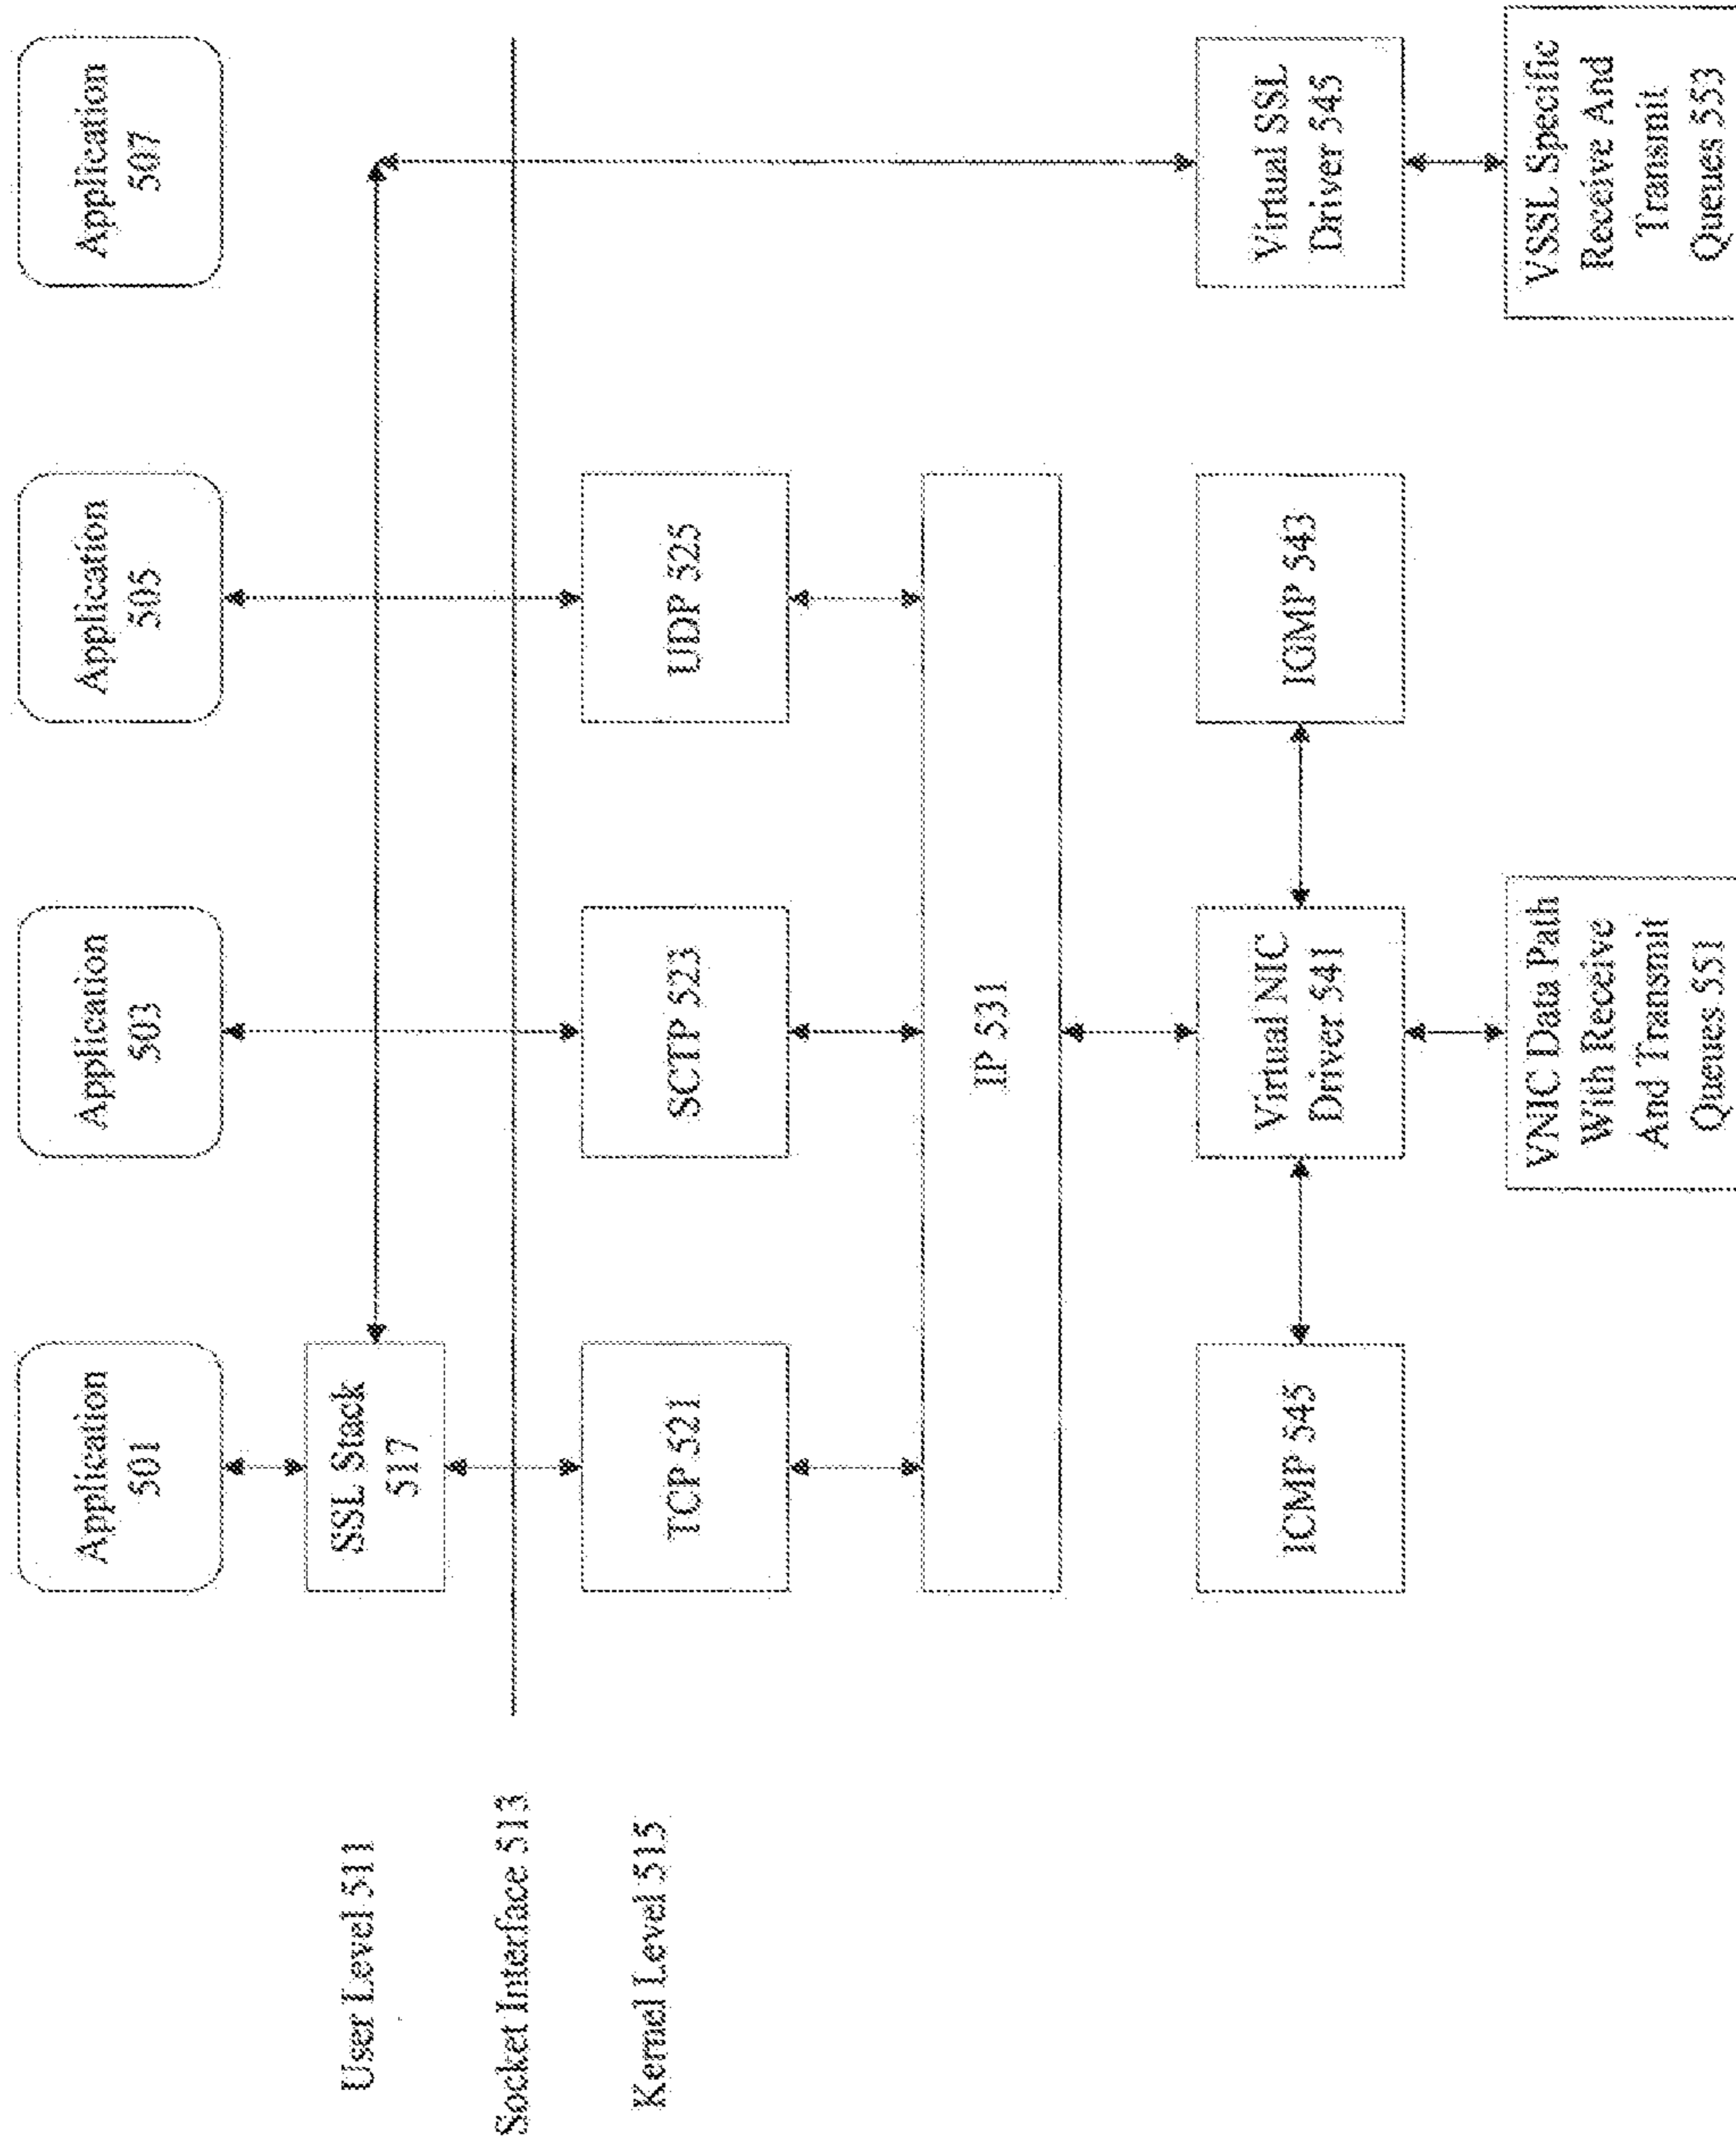 Application
501
Application
503
Application
505
Application
507
User Level 511
SSL Stack
517
Socket Interface 513
Kernel Level 515
TCP 521
SCTP 523
UDP 525
IP 531
ICMP 545
Virtual NIC
Driver 541
IGMP 543
Virtual SSL
Driver 545
VNIC Data Path
With Receive
And Transmit
Queues 551
VSSL Specific
Receive And
Transmit
Queues 553